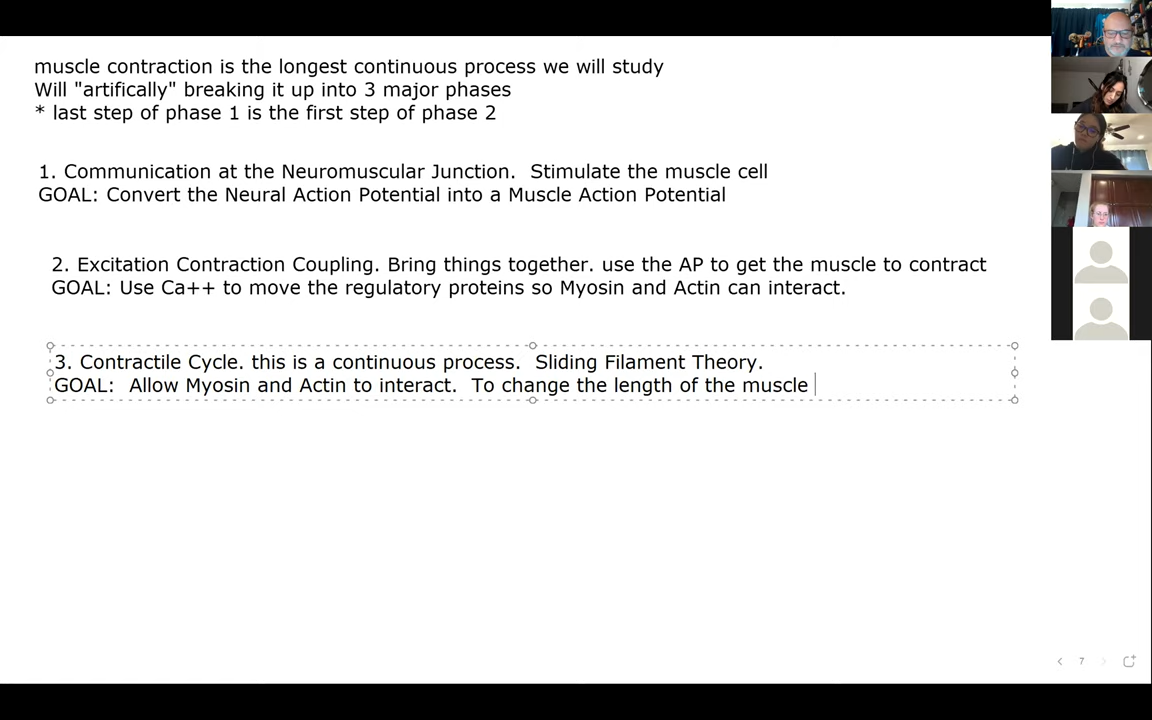 muscle contraction is the longest continuous process we will study
Will "artifically" breaking it up into 3 major phases
* last step of phase 1 is the first step of phase 2
1. Communication at the Neuromuscular Junction.  Stimulate the muscle cell
GOAL: Convert the Neural Action Potential into a Muscle Action Potential
2. Excitation Contraction Coupling. Bring things together. use the AP to get the muscle to contract
GOAL: Use Ca++ to move the regulatory proteins so Myosin and Actin can interact.
3. Contractile Cycle. this is a continuous process.  Sliding Filament Theory.
GOAL:  Allow Myosin and Actin to interact.  To change the length of the muscle
7